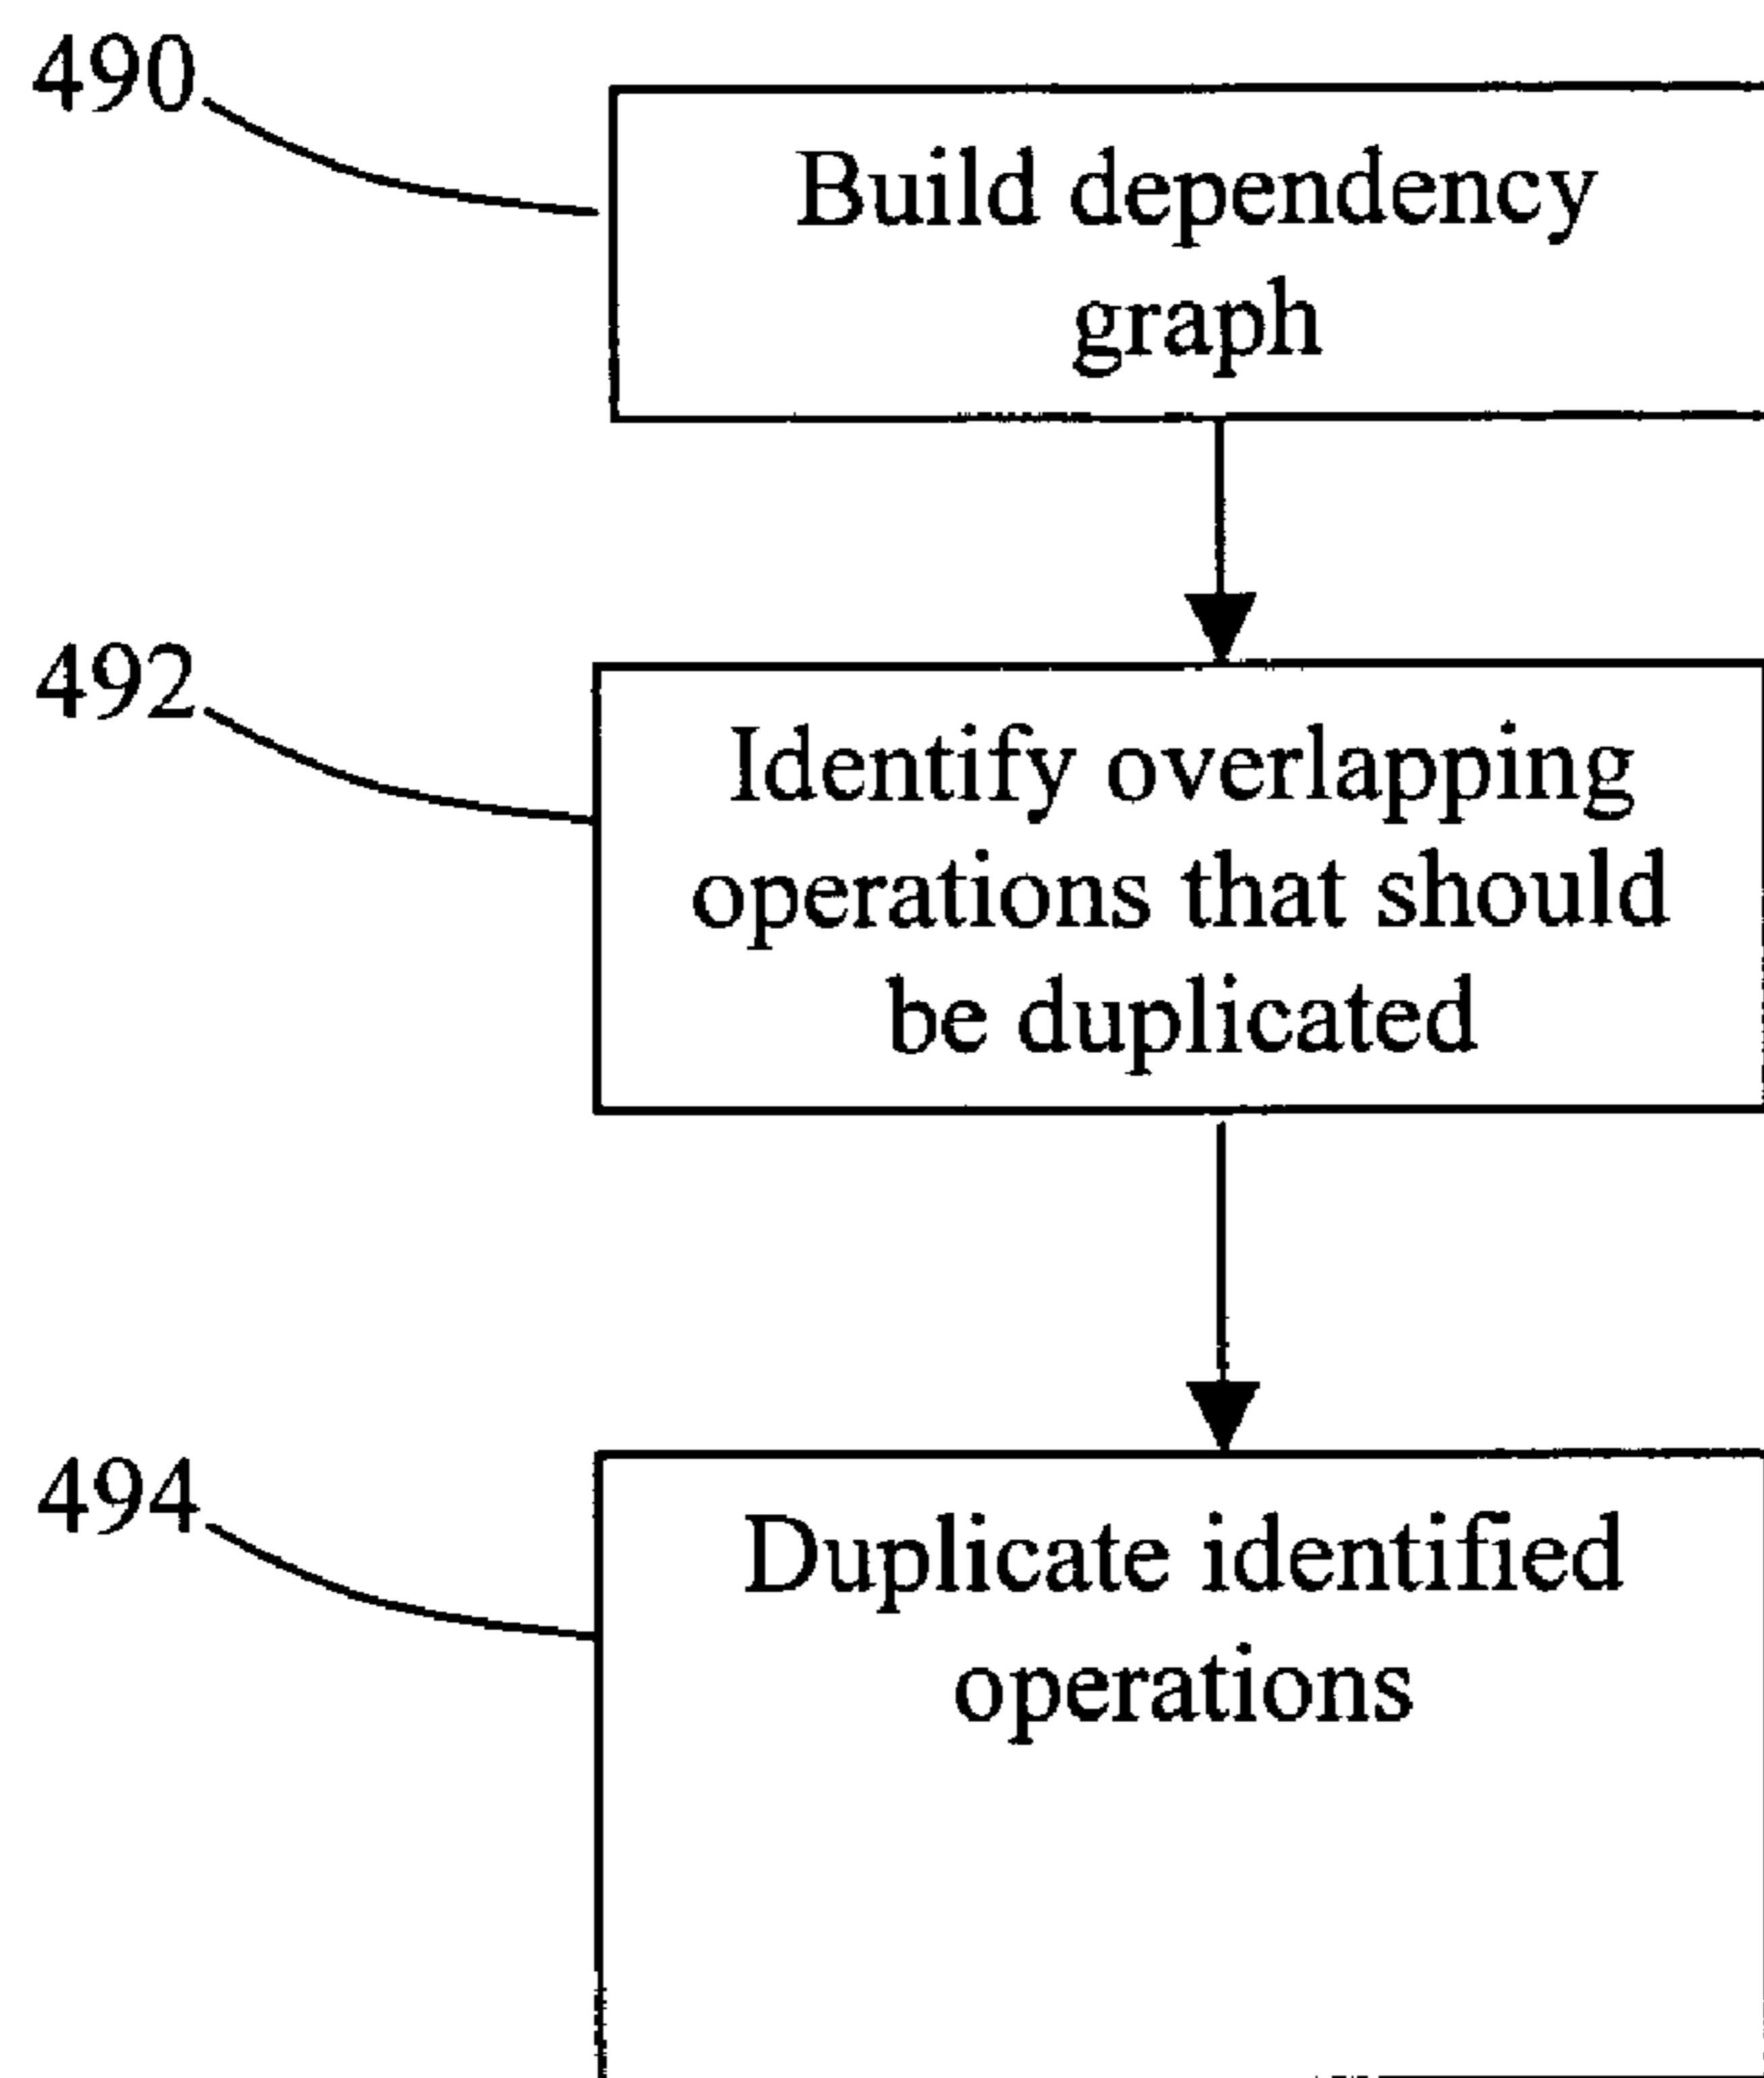 490
Build dependency
graph
492
Identify overlapping
operations that should
be duplicated
494
Duplicate identified
operations